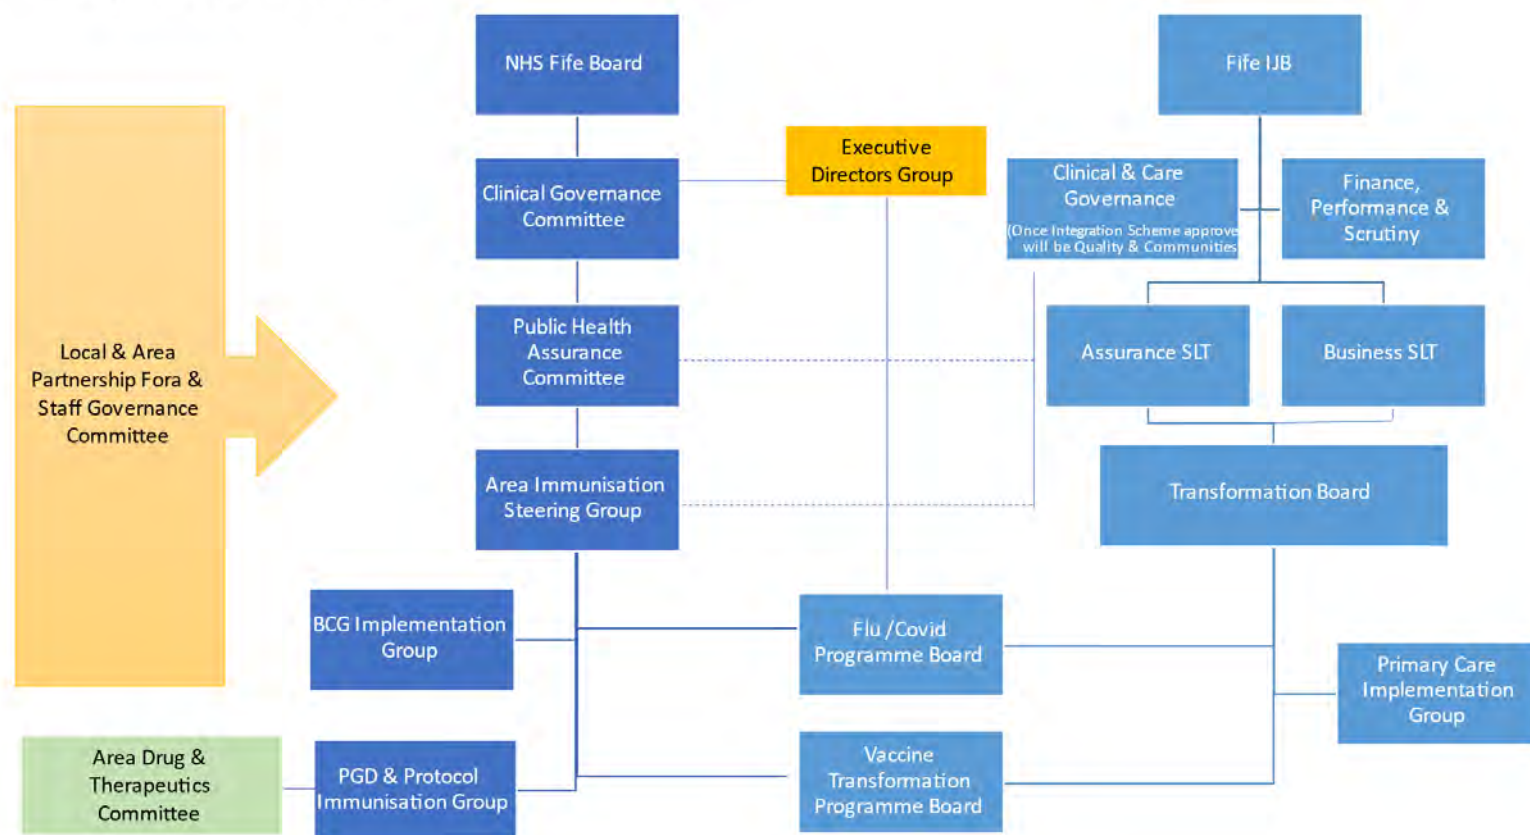 NHS Fife Board
Fife IJB
Executive
Directors Group
Clinical Governance
Committee
Clinical & Care
Governance
(Once Integration Scheme approve
will be Quality & Communities
Finance,
Performance &
Scrutiny
Local & Area
Partnership Fora &
Staff Governance
Committee
Public Health
Assurance
Committee
Assurance SLT
Business SLT
Area Immunisation
Steering Group
Transformation Board
BCG Implementation
Group
Flu /Covid
Programme Board
Primary Care
Implementation
Group
Area Drug &
Therapeutics
Committee
PGD & Protocol
Immunisation Group
Vaccine
Transformation
Programme Board